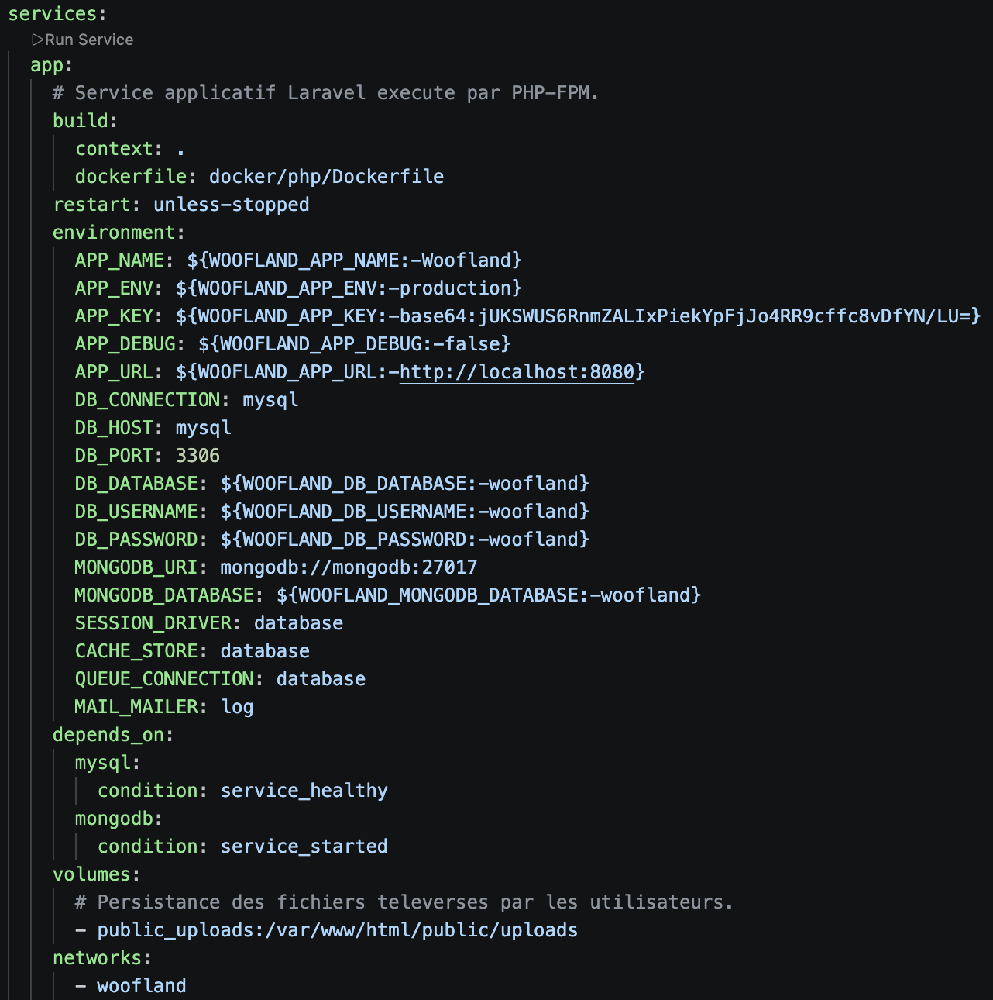 services:
▷Run Service
app:
# Service applicatif Laravel execute par PHP-FPM.
build:
context: .
dockerfile: docker/php/Dockerfile
restart: unless-stopped
environment:
APP_NAME: ${WOOFLAND_APP_NAME:-Woofland}
APP_ENV: ${WOOFLAND_APP_ENV:-production}
APP_KEY: ${WOOFLAND_APP_KEY:-base64:jUKSWUS6RnmZALIxPiekYpFjJo4RR9cffc8vDfYN/LU=}
APP_DEBUG: ${WOOFLAND_APP_DEBUG:-false}
APP_URL: ${WOOFLAND_APP_URL:-http://localhost:8080}
DB_CONNECTION: mysql
DB_HOST: mysql
DB_PORT: 3306
DB_DATABASE: ${WOOFLAND_DB_DATABASE:-woofland}
DB_USERNAME: ${WOOFLAND_DB_USERNAME:-woofland}
DB_PASSWORD: ${WOOFLAND_DB_PASSWORD:-woofland}
MONGODB_URI: mongodb://mongodb:27017
MONGODB_DATABASE: ${WOOFLAND_MONGODB_DATABASE:-woofland}
SESSION_DRIVER: database
CACHE_STORE: database
QUEUE_CONNECTION: database
MAIL_MAILER: log
depends_on:
mysql:
condition: service_healthy
mongodb:
condition: service_started
volumes:
# Persistance des fichiers televerses par les utilisateurs.
- public_uploads:/var/www/html/public/uploads
networks:
- woofland